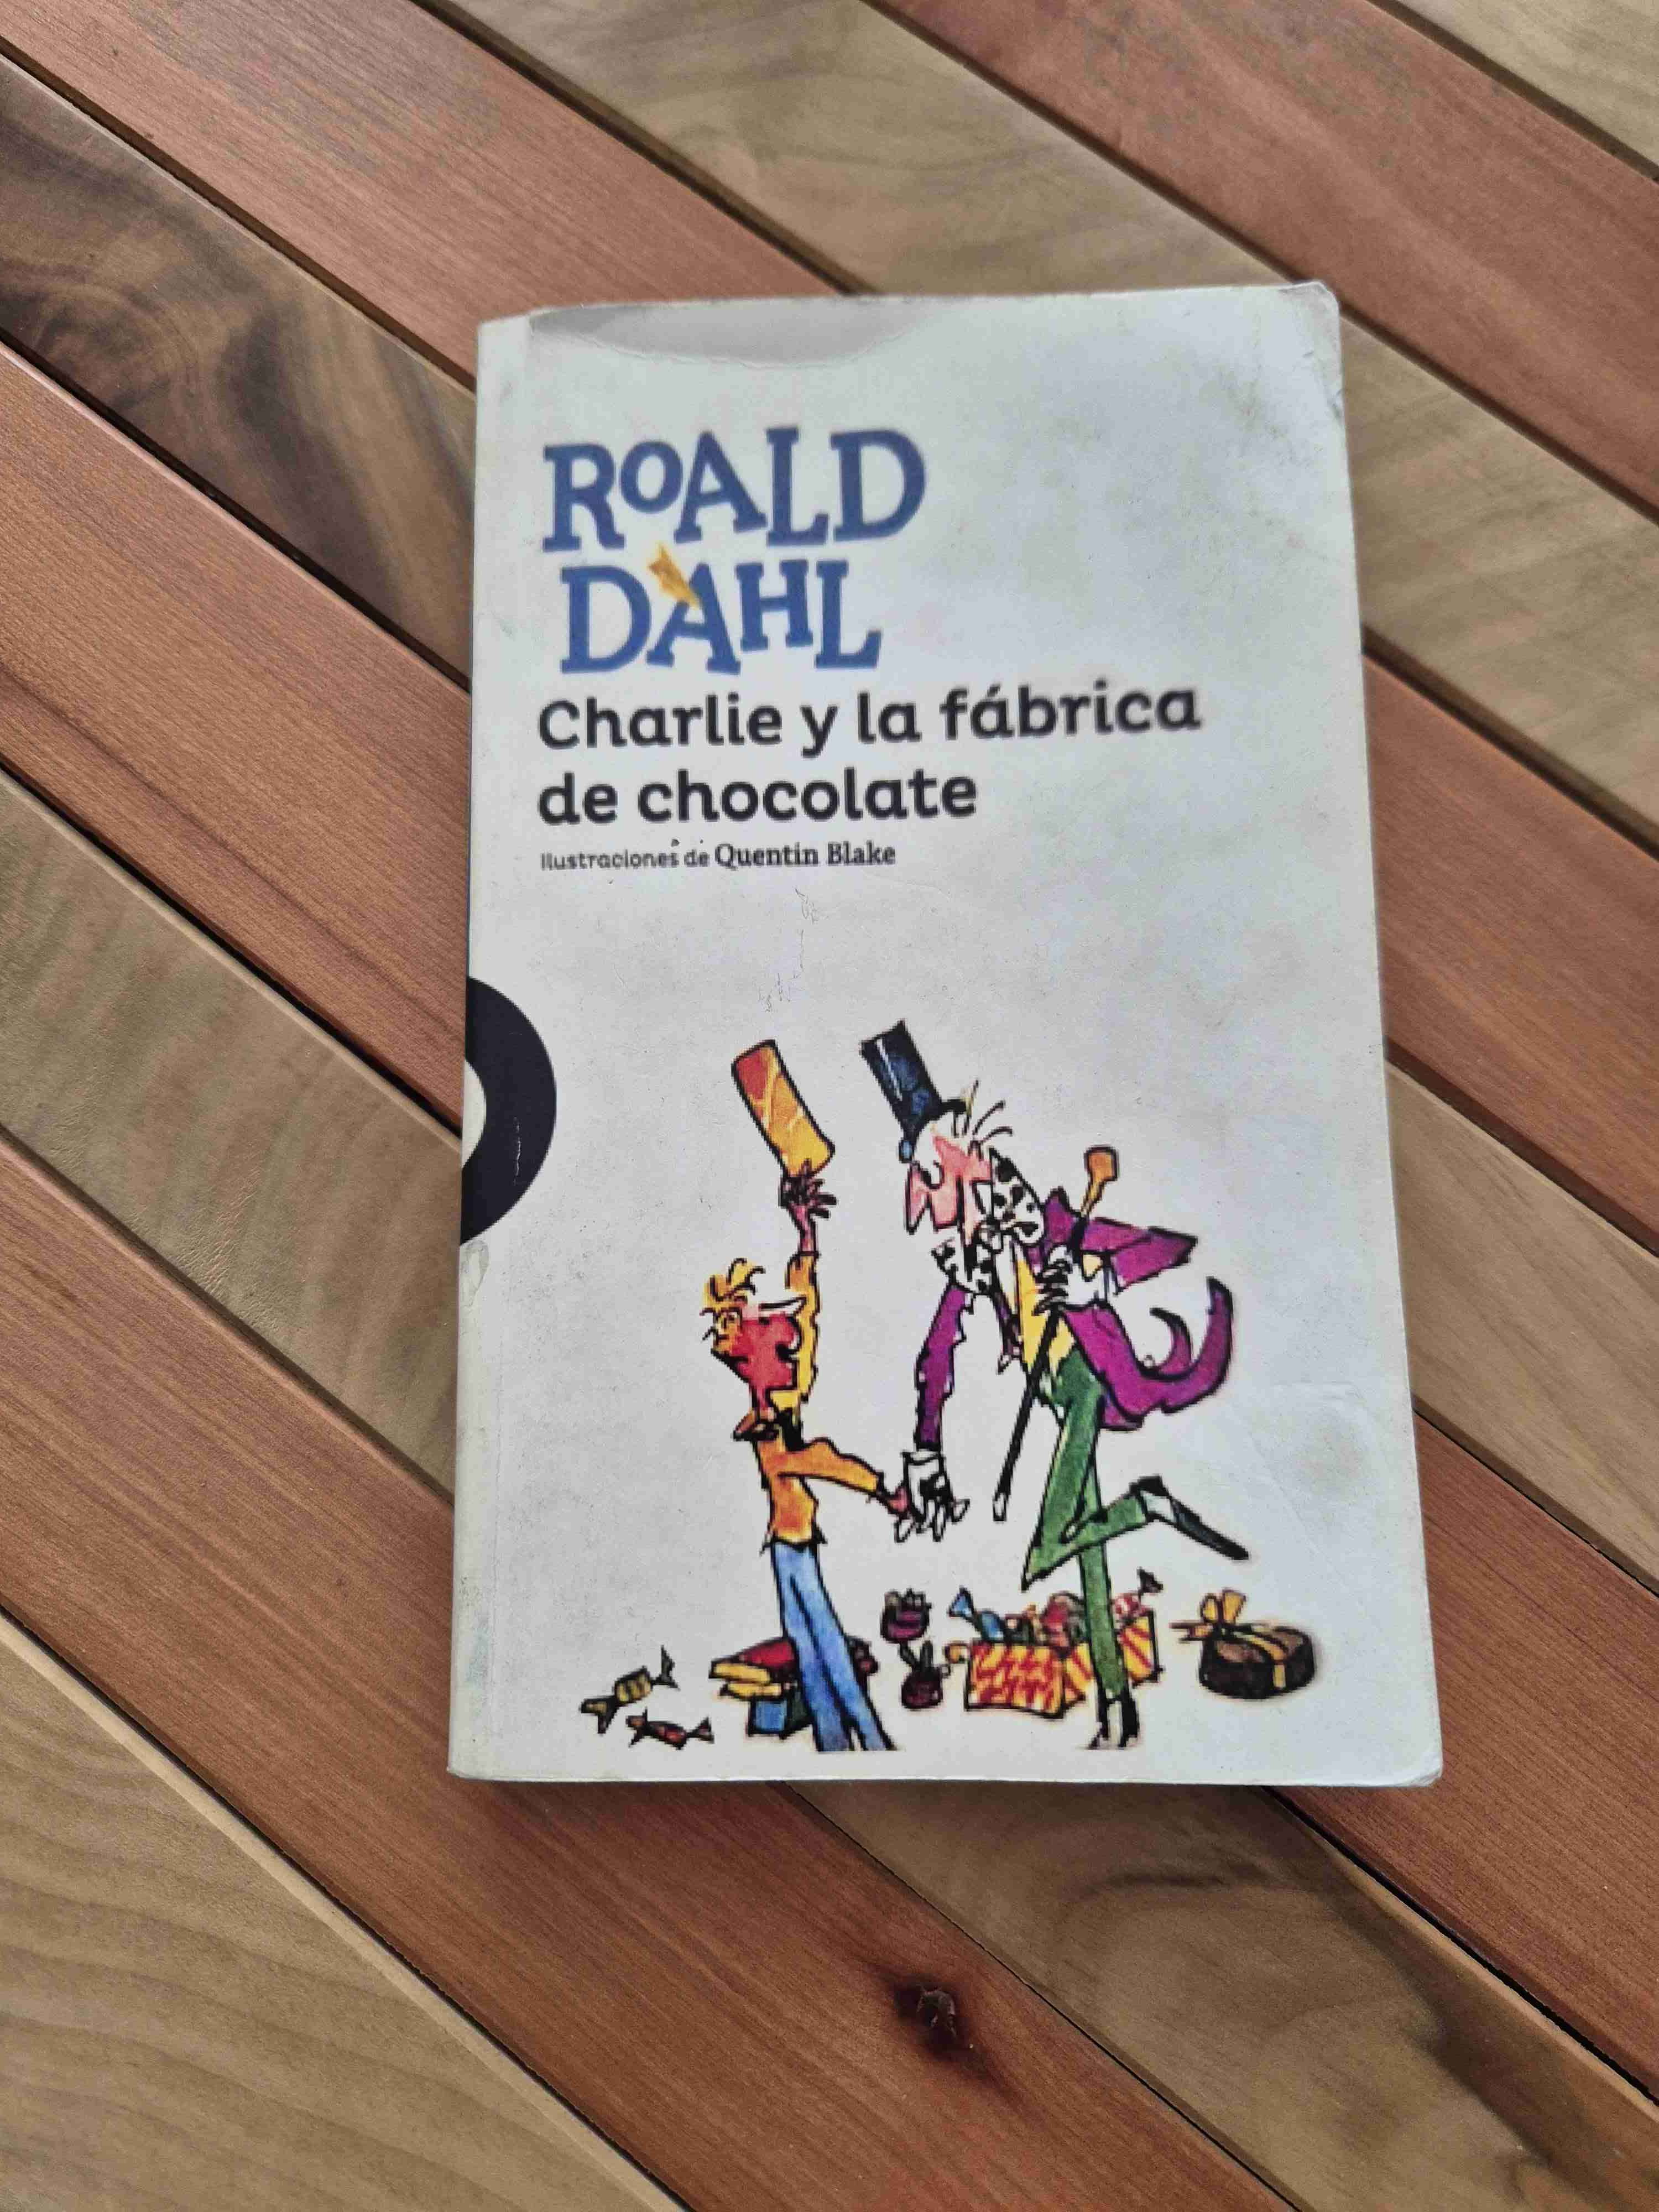 ROALD
DAHL
Charlie y la fábrica
de chocolate
Ilustraciones de Quentin Blake